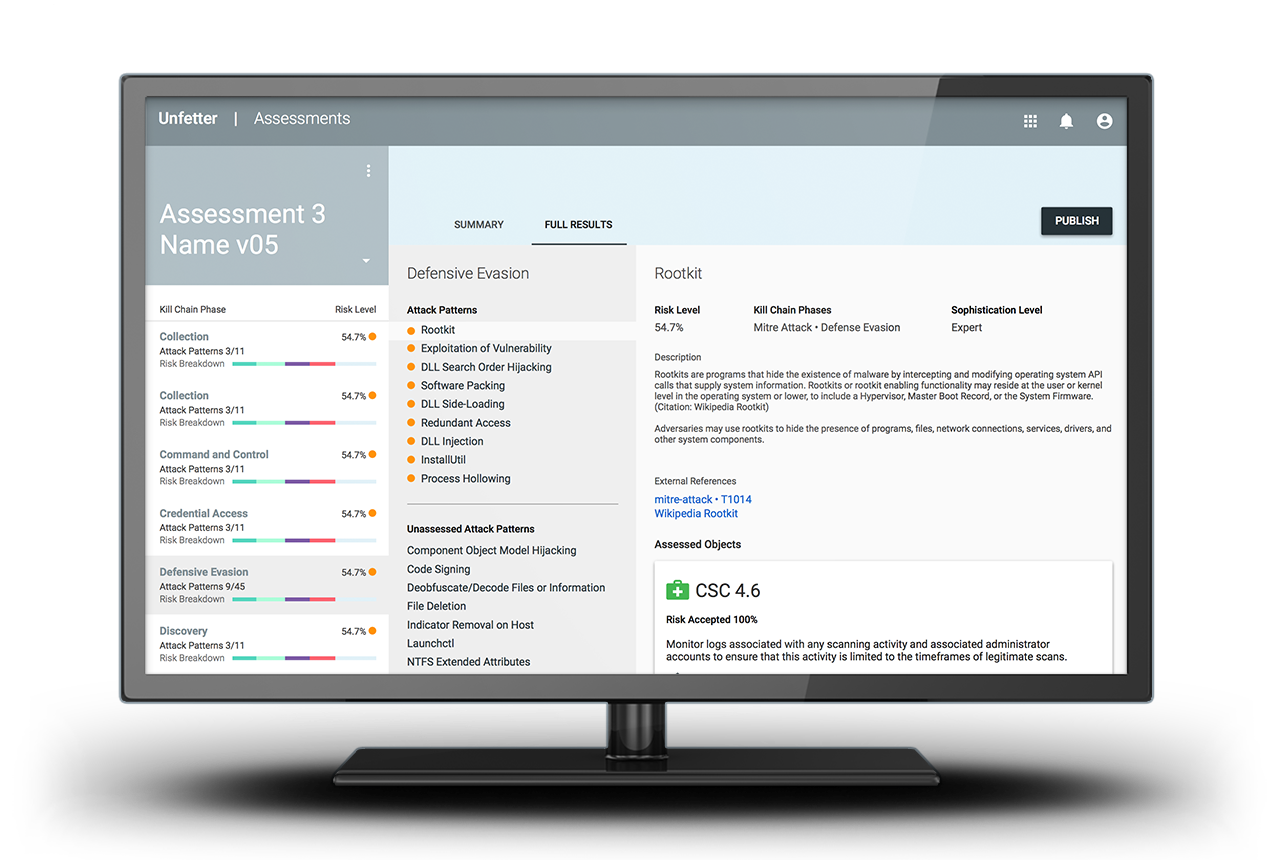 Unfetter | Assessments
Assessment 3
Name v05
Kill Chain Phase Risk Level
Collection 54.7%
Attack Patterns 3/11
Risk Breakdown
Collection 54.7%
Attack Patterns 3/11
Risk Breakdown
Command and Control 54.7%
Attack Patterns 3/11
Risk Breakdown
Credential Access 54.7%
Attack Patterns 3/11
Risk Breakdown
Defensive Evasion 54.7%
Attack Patterns 9/45
Risk Breakdown
Discovery 54.7%
Attack Patterns 3/11
Risk Breakdown
SUMMARY FULL RESULTS
PUBLISH
Defensive Evasion
Attack Patterns
Rootkit
Exploitation of Vulnerability
DLL Search Order Hijacking
Software Packing
DLL Side-Loading
Redundant Access
DLL Injection
InstallUtil
Process Hollowing
Unassessed Attack Patterns
Component Object Model Hijacking
Code Signing
Deobfuscate/Decode Files or Information
File Deletion
Indicator Removal on Host
Launchctl
NTFS Extended Attributes
Rootkit
Risk Level Kill Chain Phases Sophistication Level
54.7% Mitre Attack • Defense Evasion Expert
Description
Rootkits are programs that hide the existence of malware by intercepting and modifying operating system API
calls that supply system information. Rootkits or rootkit enabling functionality may reside at the user or kernel
level in the operating system or lower, to include a Hypervisor, Master Boot Record, or the System Firmware.
(Citation: Wikipedia Rootkit)
Adversaries may use rootkits to hide the presence of programs, files, network connections, services, drivers, and
other system components.
External References
mitre-attack • T1014
Wikipedia Rootkit
Assessed Objects
CSC 4.6
Risk Accepted 100%
Monitor logs associated with any scanning activity and associated administrator
accounts to ensure that this activity is limited to the timeframes of legitimate scans.